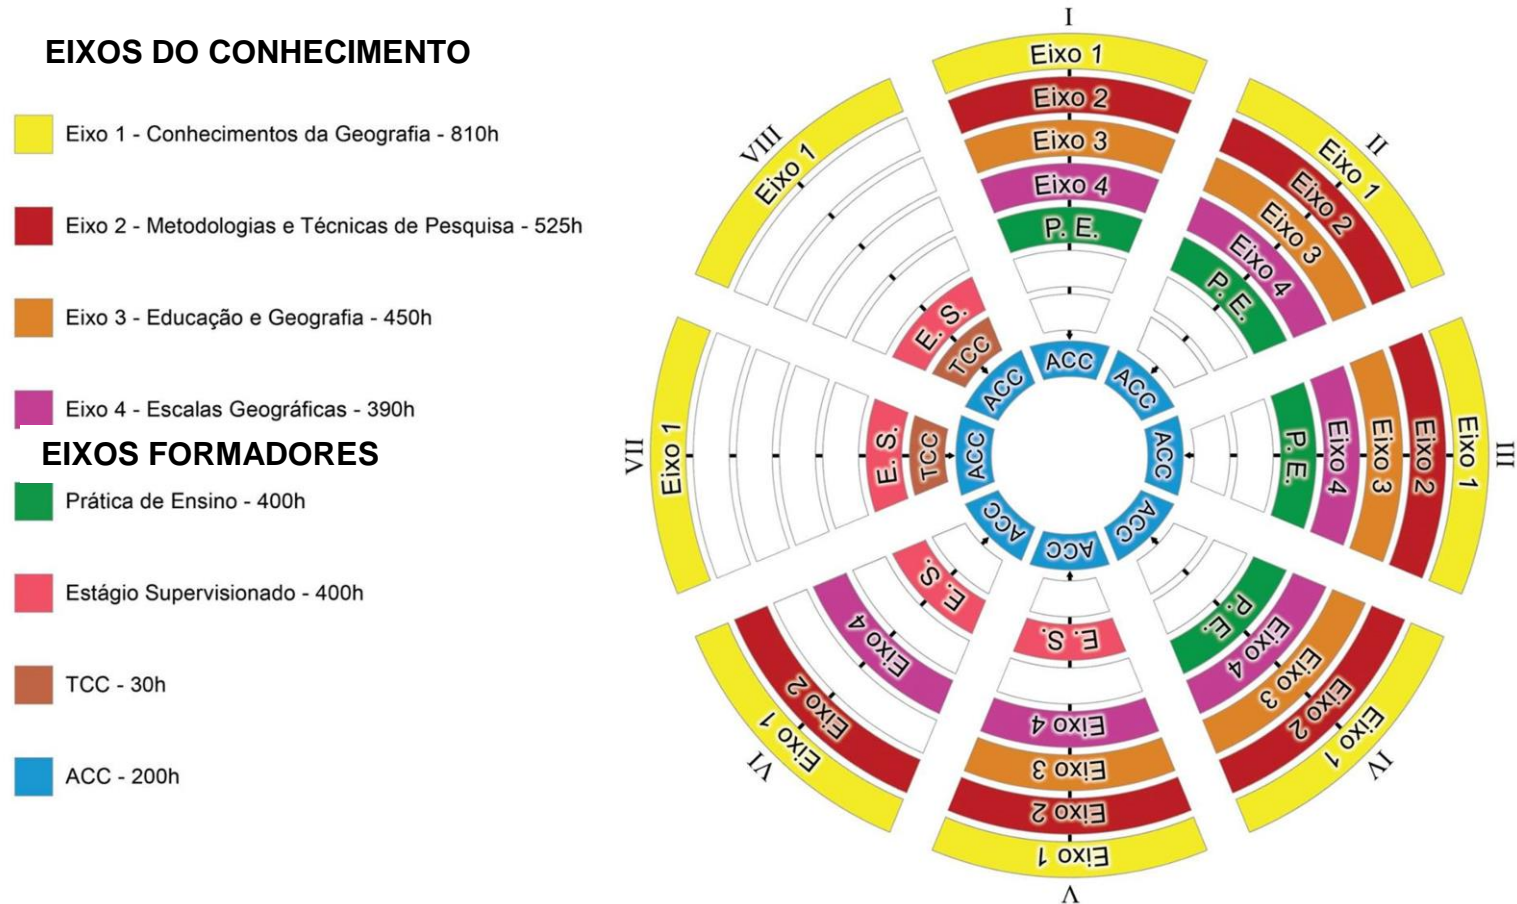 EIXOS DO CONHECIMENTO
Eixo 1 - Conhecimentos da Geografia - 810h
Eixo 2 - Metodologias e Técnicas de Pesquisa - 525h
Eixo 3 - Educação e Geografia - 450h
Eixo 4 - Escalas Geográficas - 390h
EIXOS FORMADORES
Prática de Ensino - 400h
Estágio Supervisionado - 400h
TCC - 30h
ACC - 200h
I
Eixo 1
Eixo 2
Eixo 3
Eixo 4
P. E.
ACC
II
Eixo 1
Eixo 2
Eixo 3
Eixo 4
P. E.
ACC
III
Eixo 1
Eixo 2
Eixo 3
Eixo 4
P. E.
ACC
IV
Eixo 1
Eixo 2
Eixo 3
Eixo 4
P. E.
ACC
V
Eixo 1
Eixo 2
Eixo 3
Eixo 4
E. S.
ACC
VI
Eixo 1
Eixo 2
Eixo 4
E. S.
ACC
VII
Eixo 1
E. S.
TCC
ACC
VIII
Eixo 1
E. S.
TCC
ACC